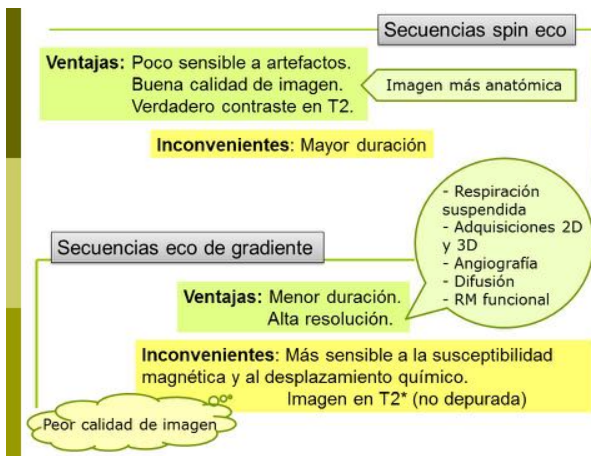 Secuencias spin eco
Ventajas: Poco sensible a artefactos.
Buena calidad de imagen.
Verdadero contraste en T2.
Imagen más anatómica
Inconvenientes: Mayor duración
- Respiración
suspendida
- Adquisiciones 2D
y 3D
- Angiografía
- Difusión
- RM funcional
Secuencias eco de gradiente
Ventajas: Menor duración.
Alta resolución.
Inconvenientes: Más sensible a la susceptibilidad
magnética y al desplazamiento químico.
Imagen en T2* (no depurada)
Peor calidad de imagen